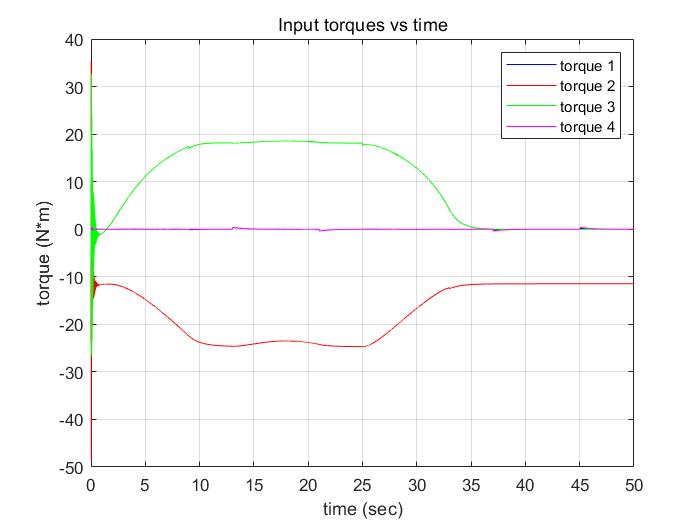 Input torques vs time
40
30
20
10
0
-10
-20
-30
-40
-50
torque (N*m)
torque 1
torque 2
torque 3
torque 4
0 5 10 15 20 25 30 35 40 45 50
time (sec)